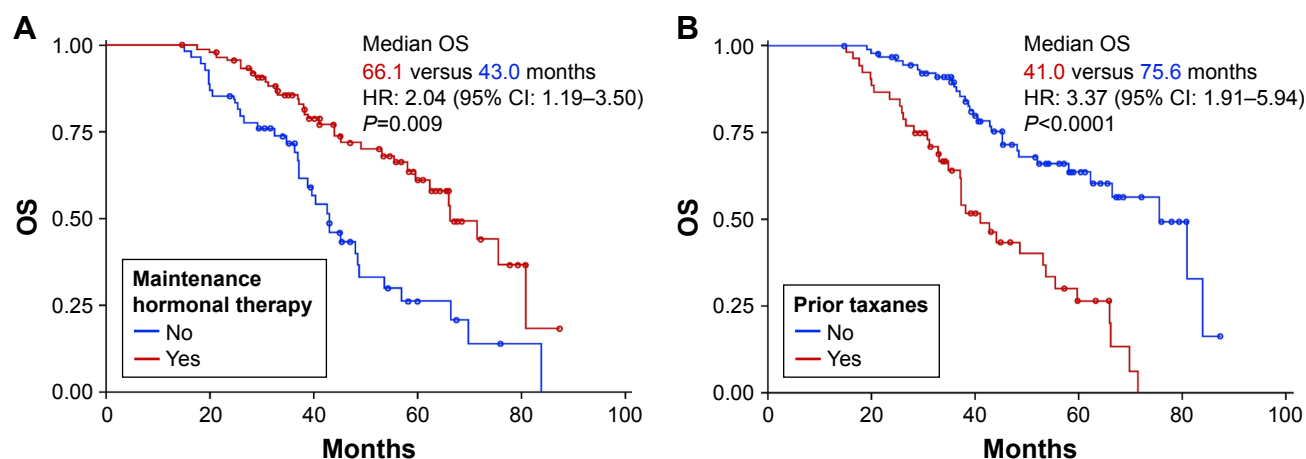 A
OS
1.00
0.75
0.50
0.25
0.00
Median OS
66.1 versus 43.0 months
HR: 2.04 (95% CI: 1.19–3.50)
P=0.009
Maintenance
hormonal therapy
No
Yes
0 20 40 60 80 100
Months
B
OS
1.00
0.75
0.50
0.25
0.00
Median OS
41.0 versus 75.6 months
HR: 3.37 (95% CI: 1.91–5.94)
P<0.0001
Prior taxanes
No
Yes
0 20 40 60 80 100
Months